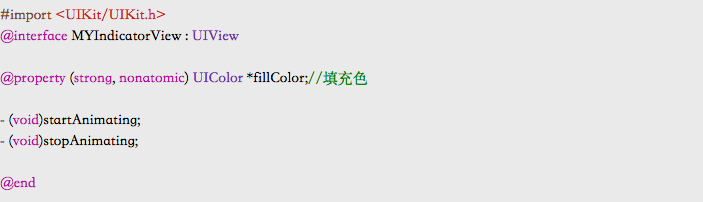 #import <UIKit/UIKit.h>
@interface MYIndicatorView : UIView
@property (strong, nonatomic) UIColor *fillColor;//填充色
- (void)startAnimating;
- (void)stopAnimating;
@end